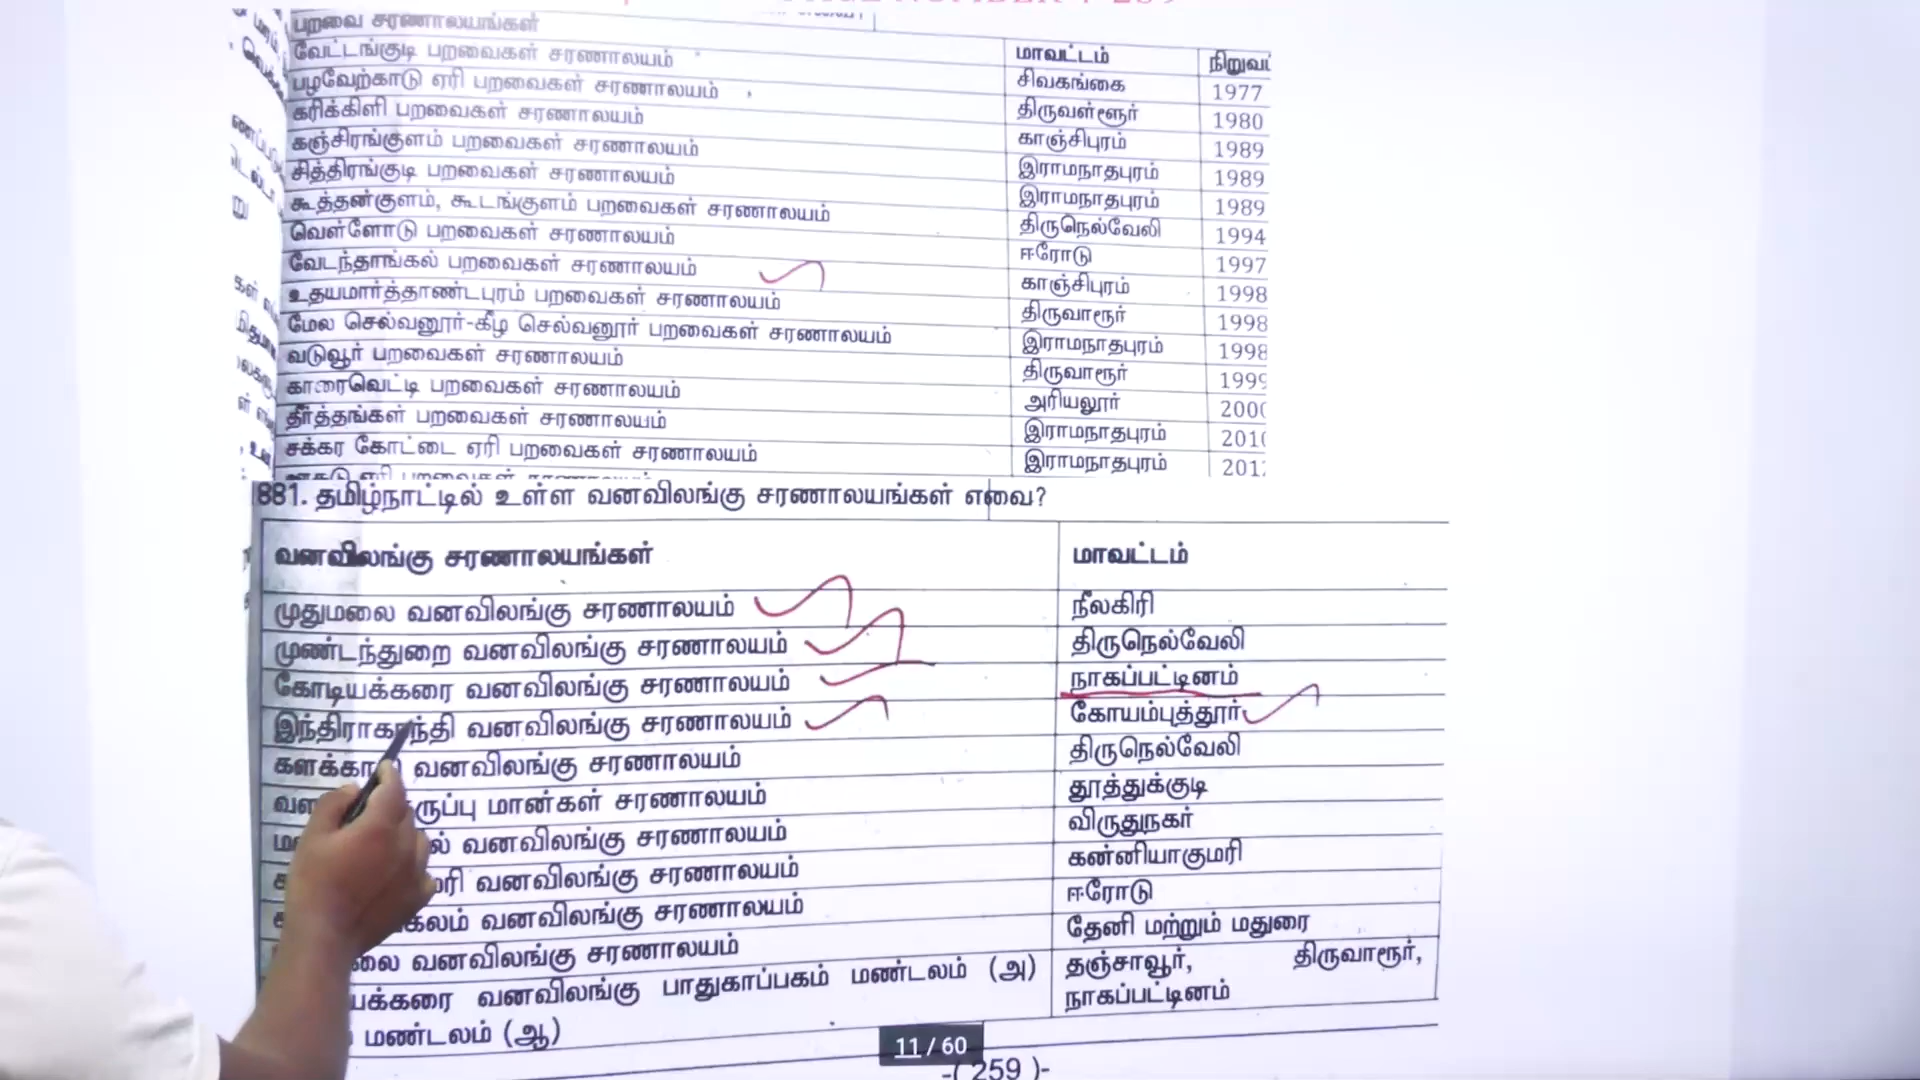 பறவை சரணாலயங்கள் மாவட்டம்
வேட்டங்குடி பறவைகள் சரணாலயம் சிவகங்கை 1977
பழவேற்காடு ஏரி பறவைகள் சரணாலயம் திருவள்ளூர் 1980
கரிக்கிளி பறவைகள் சரணாலயம் காஞ்சிபுரம் 1989
கஞ்சிரங்குளம் பறவைகள் சரணாலயம் இராமநாதபுரம் 1989
சித்திரங்குடி பறவைகள் சரணாலயம் இராமநாதபுரம் 1989
கூத்தன்குளம், கூடங்குளம் பறவைகள் சரணாலயம் திருநெல்வேலி 1994
வெள்ளோடு பறவைகள் சரணாலயம் ஈரோடு 1997
வேடந்தாங்கல் பறவைகள் சரணாலயம் காஞ்சிபுரம் 1998
உதயமார்த்தாண்டபுரம் பறவைகள் சரணாலயம் திருவாரூர் 1998
மேல செல்வனூர்-கீழ செல்வனூர் பறவைகள் சரணாலயம் இராமநாதபுரம் 1998
வடுவூர் பறவைகள் சரணாலயம் திருவாரூர் 1999
காரைவெட்டி பறவைகள் சரணாலயம் அரியலூர்
தீர்த்தங்கள் பறவைகள் சரணாலயம் இராமநாதபுரம்
சக்கர கோட்டை ஏரி பறவைகள் சரணாலயம் இராமநாதபுரம்
881. தமிழ்நாட்டில் உள்ள வனவிலங்கு சரணாலயங்கள் எவை?
வனவிலங்கு சரணாலயங்கள் மாவட்டம்
முதுமலை வனவிலங்கு சரணாலயம் நீலகிரி
முண்டந்துறை வனவிலங்கு சரணாலயம் திருநெல்வேலி
கோடியக்கரை வனவிலங்கு சரணாலயம் நாகப்பட்டினம்
இந்திராகாந்தி வனவிலங்கு சரணாலயம் கோயம்புத்தூர்
வனவிலங்கு சரணாலயம் திருநெல்வேலி
மான்கள் சரணாலயம் தூத்துக்குடி
வனவிலங்கு சரணாலயம் விருதுநகர்
வனவிலங்கு சரணாலயம் கன்னியாகுமரி
வனவிலங்கு சரணாலயம் ஈரோடு
வனவிலங்கு சரணாலயம் தேனி மற்றும் மதுரை
வனவிலங்கு பாதுகாப்பகம் மண்டலம் (அ) தஞ்சாவூர், திருவாரூர்,
நாகப்பட்டினம்
மண்டலம் (ஆ)
11 / 60
-( 259 )-